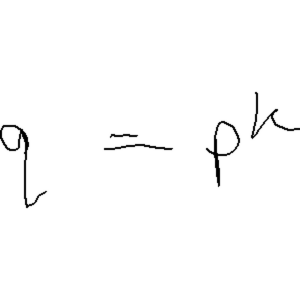 q = p^k